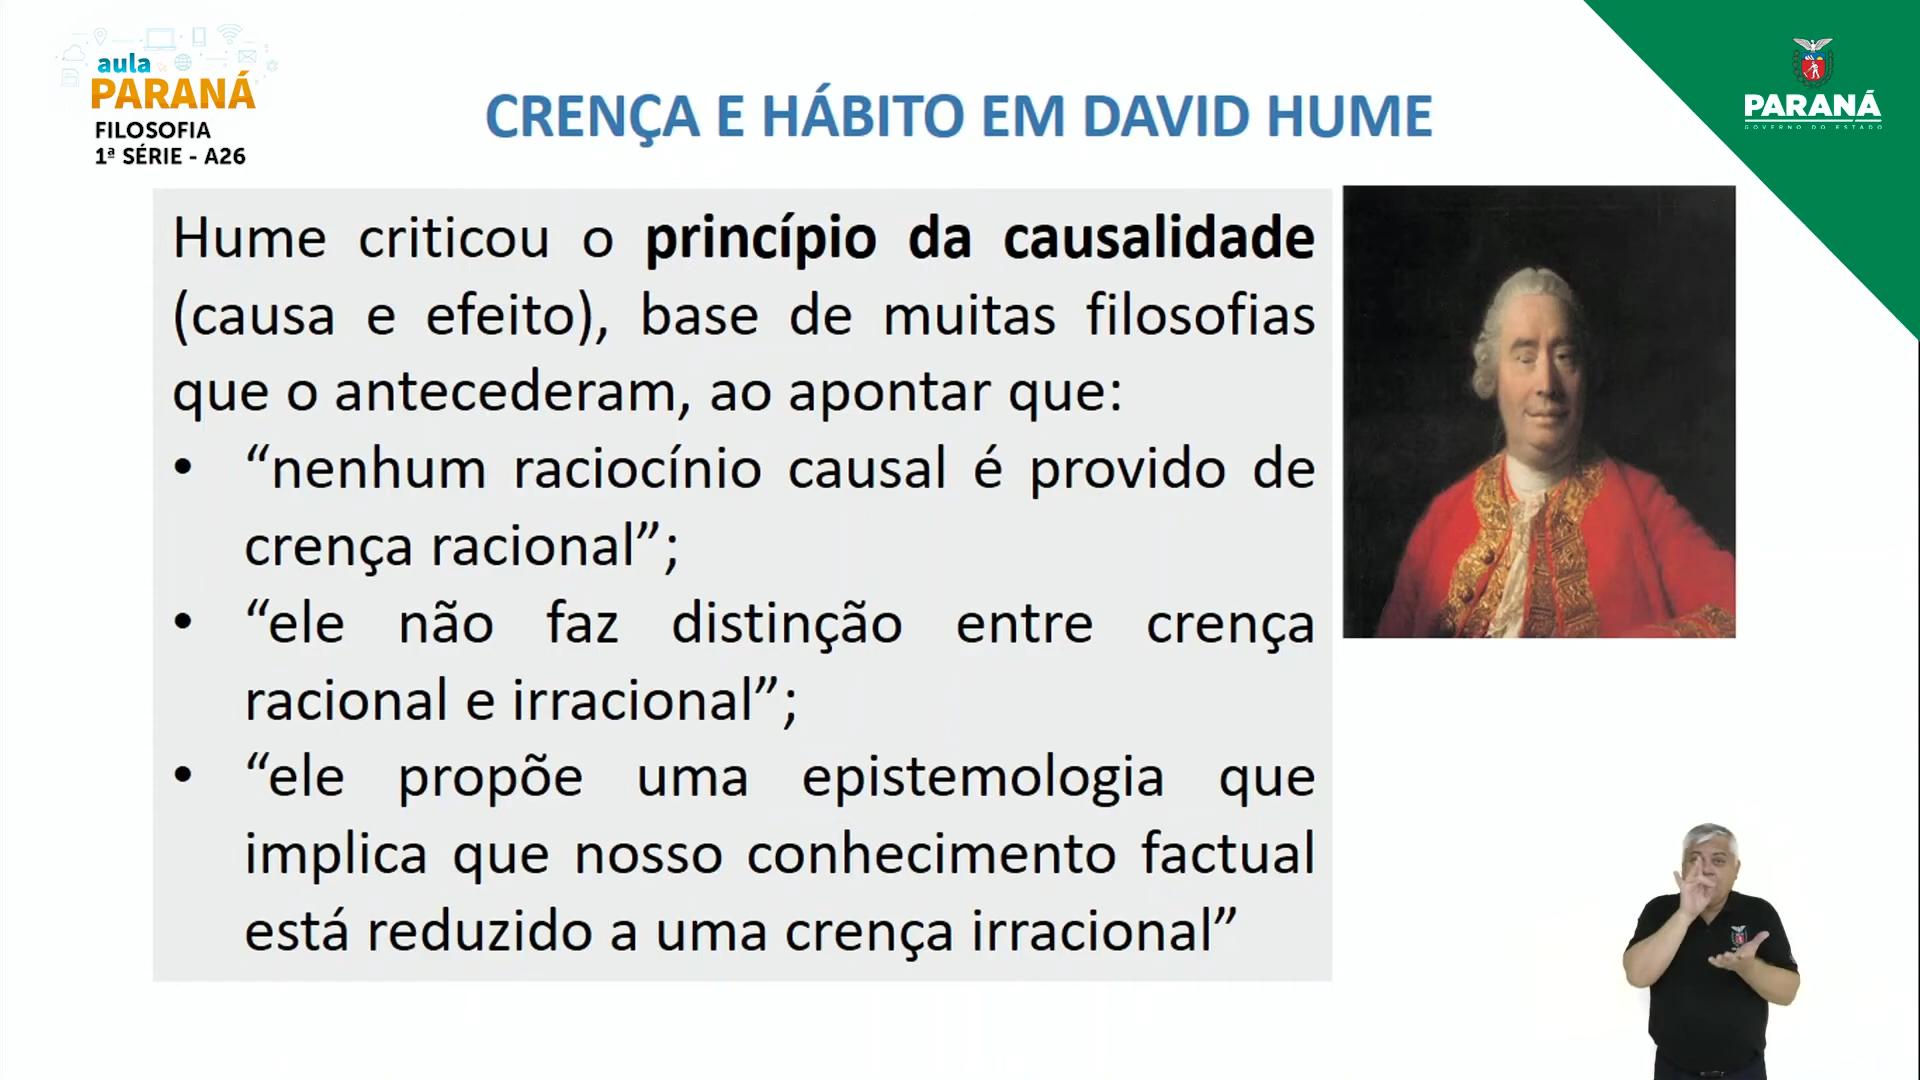 aula
PARANÁ
FILOSOFIA
1ª SÉRIE - A26
CRENÇA E HÁBITO EM DAVID HUME
PARANÁ
GOVERNO DO ESTADO
Hume criticou o princípio da causalidade
(causa e efeito), base de muitas filosofias
que o antecederam, ao apontar que:
• “nenhum raciocínio causal é provido de
crença racional”;
• “ele não faz distinção entre crença
racional e irracional”;
• “ele propõe uma epistemologia que
implica que nosso conhecimento factual
está reduzido a uma crença irracional”